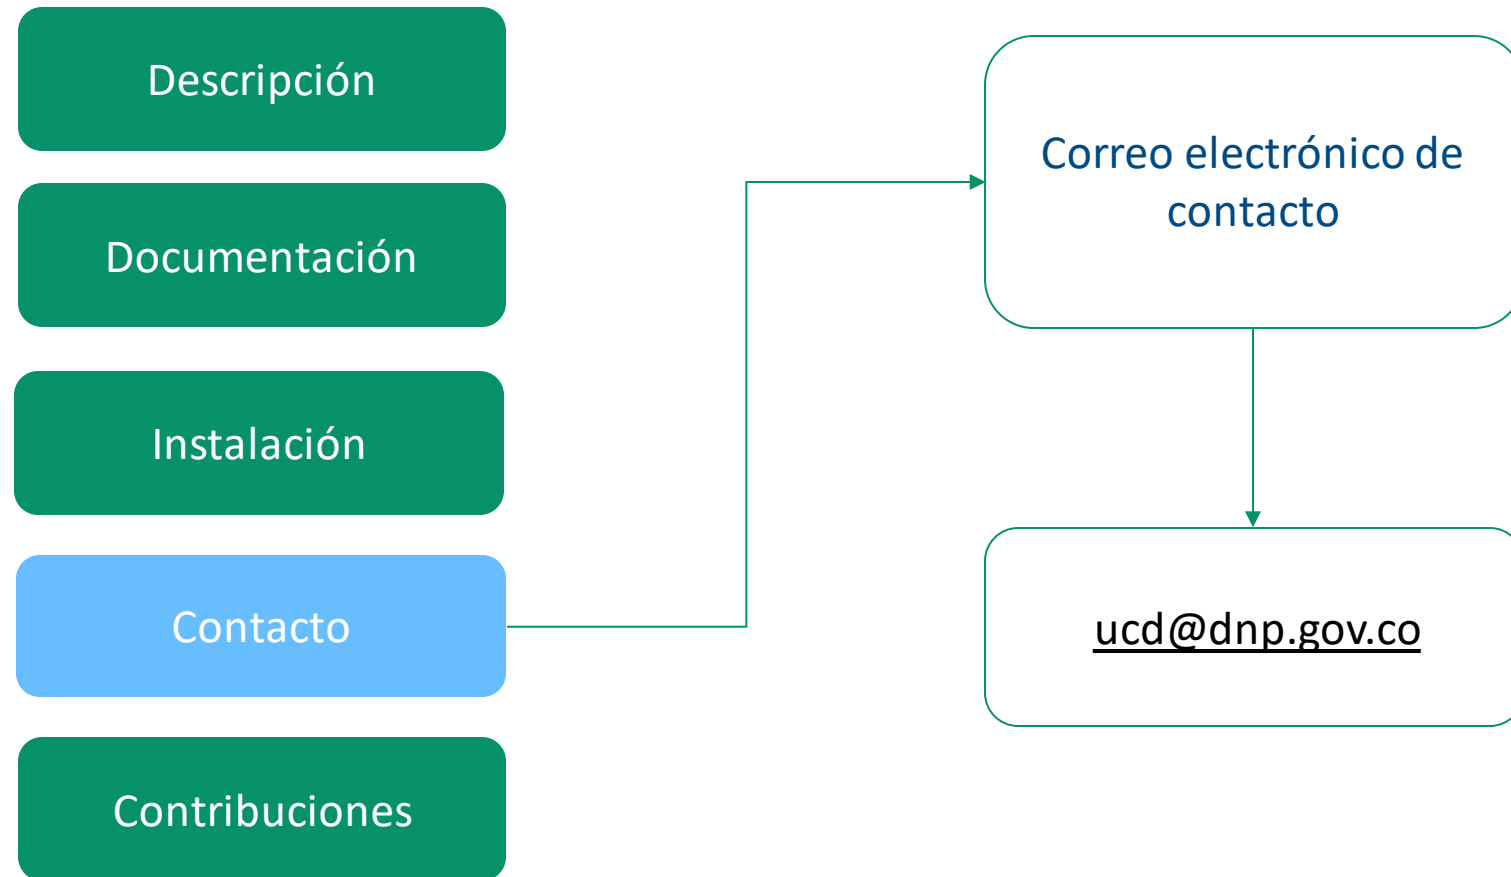 Descripción
Documentación
Instalación
Contacto
Contribuciones
Correo electrónico de
contacto
ucd@dnp.gov.co